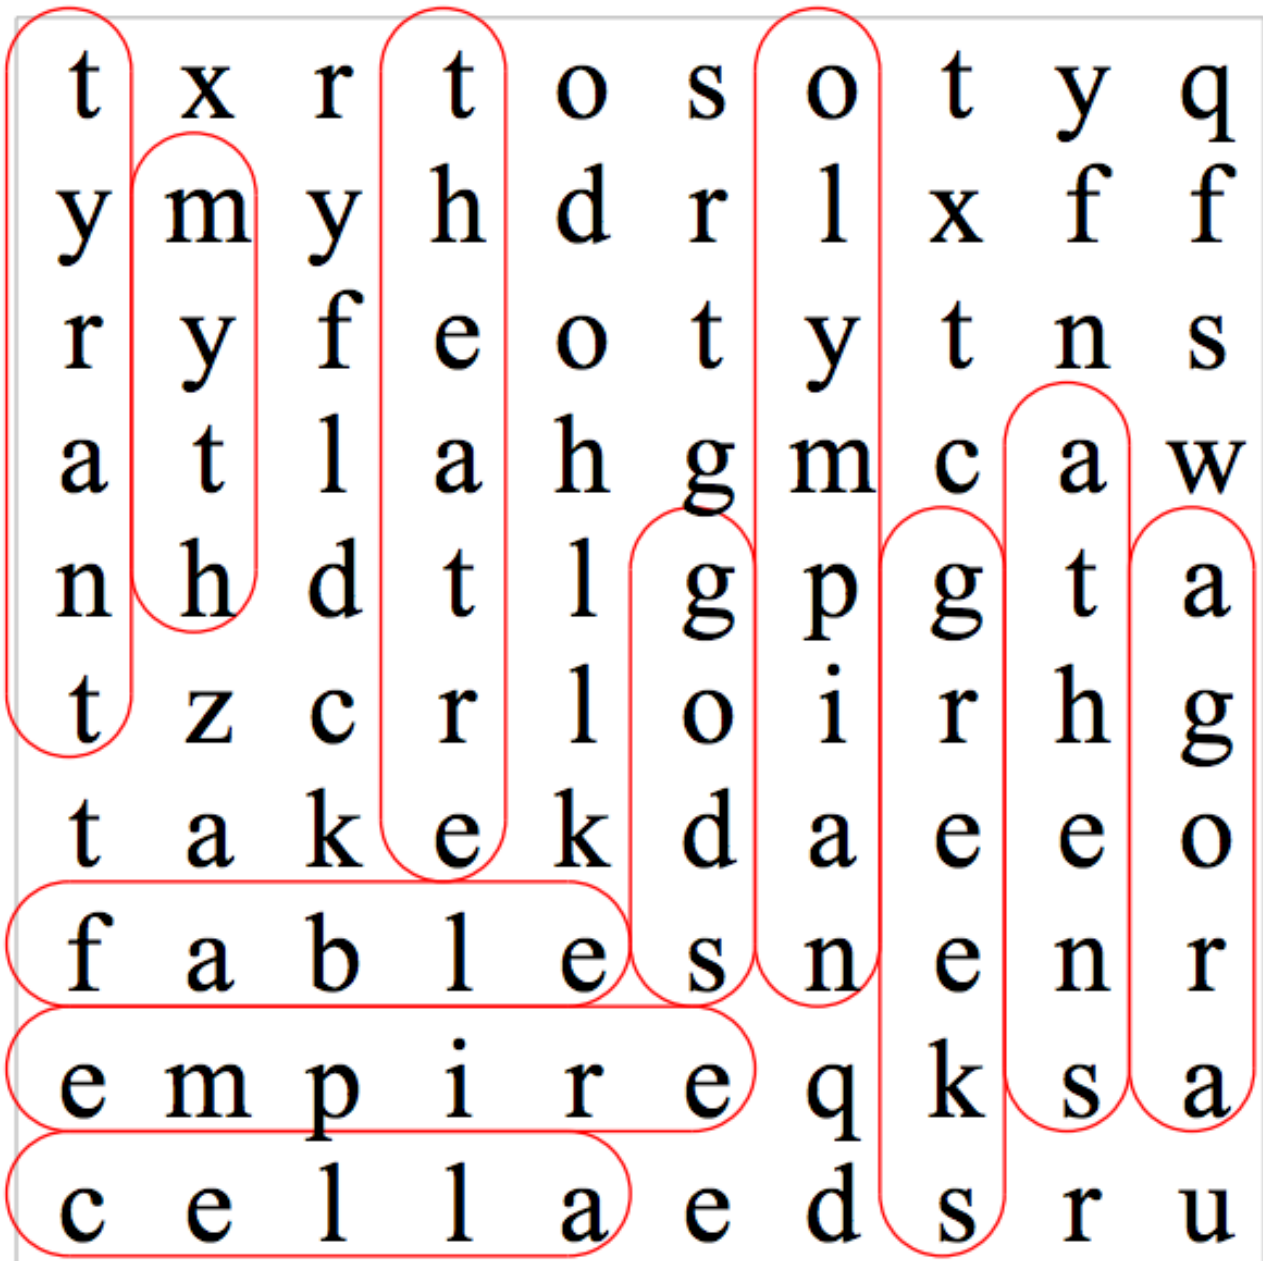 t x r t o s o t y q
y m y h d r l x f f
r y f e o t y t n s
a t l a h g m c a w
n h d t l g p g t a
t z c r l o i r h g
t a k e k d a e e o
f a b l e s n e n r
e m p i r e q k s a
c e l l a e d s r u